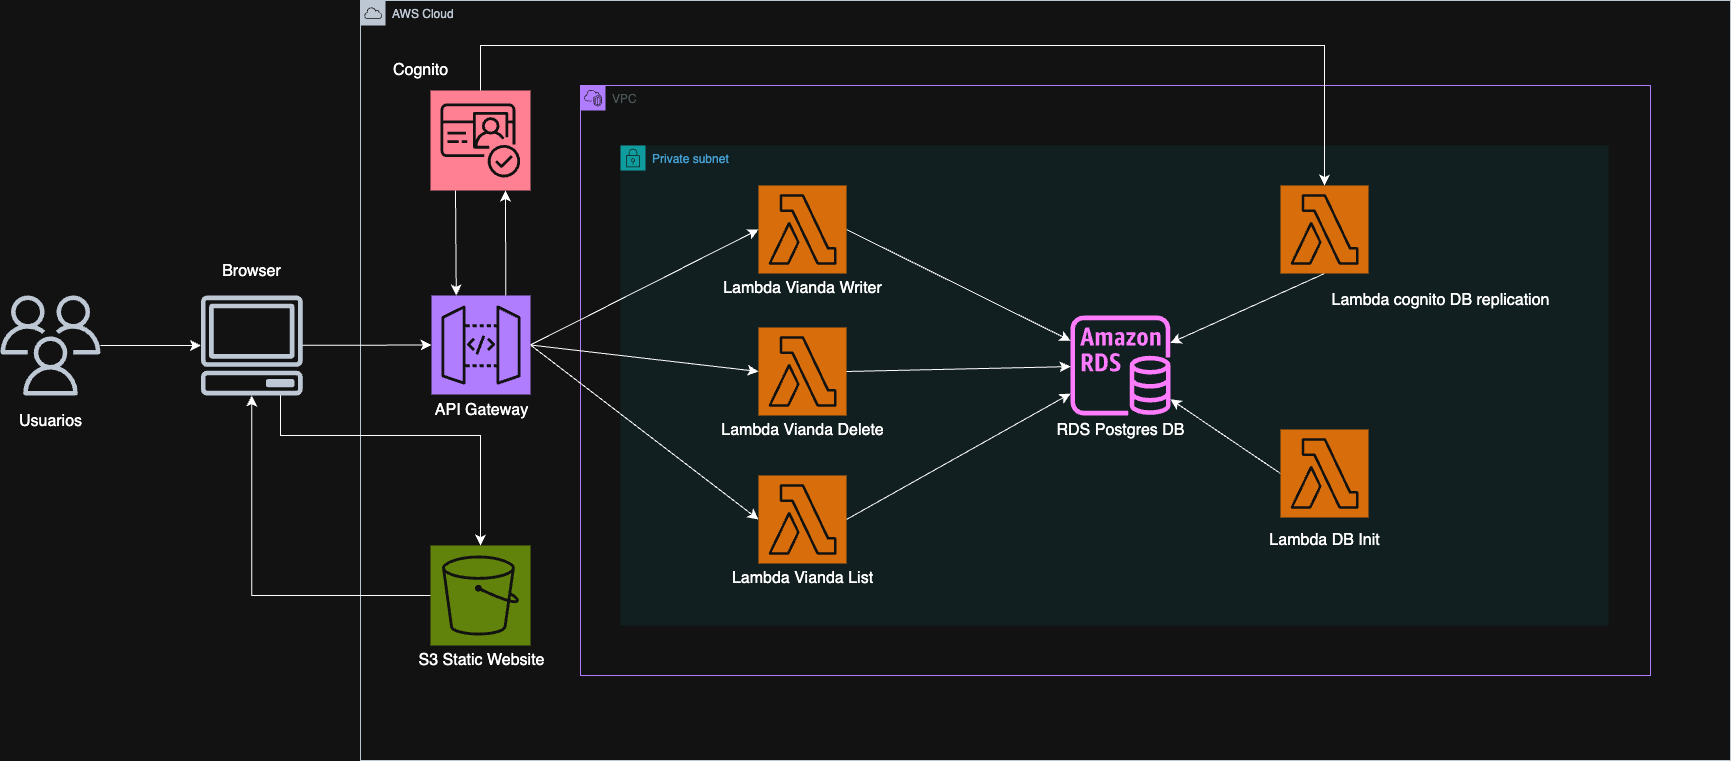 AWS Cloud
Cognito
VPC
Private subnet
Browser
Lambda Vianda Writer
Lambda cognito DB replication
Amazon
RDS
</>
Usuarios
API Gateway
Lambda Vianda Delete
RDS Postgres DB
Lambda DB Init
Lambda Vianda List
S3 Static Website